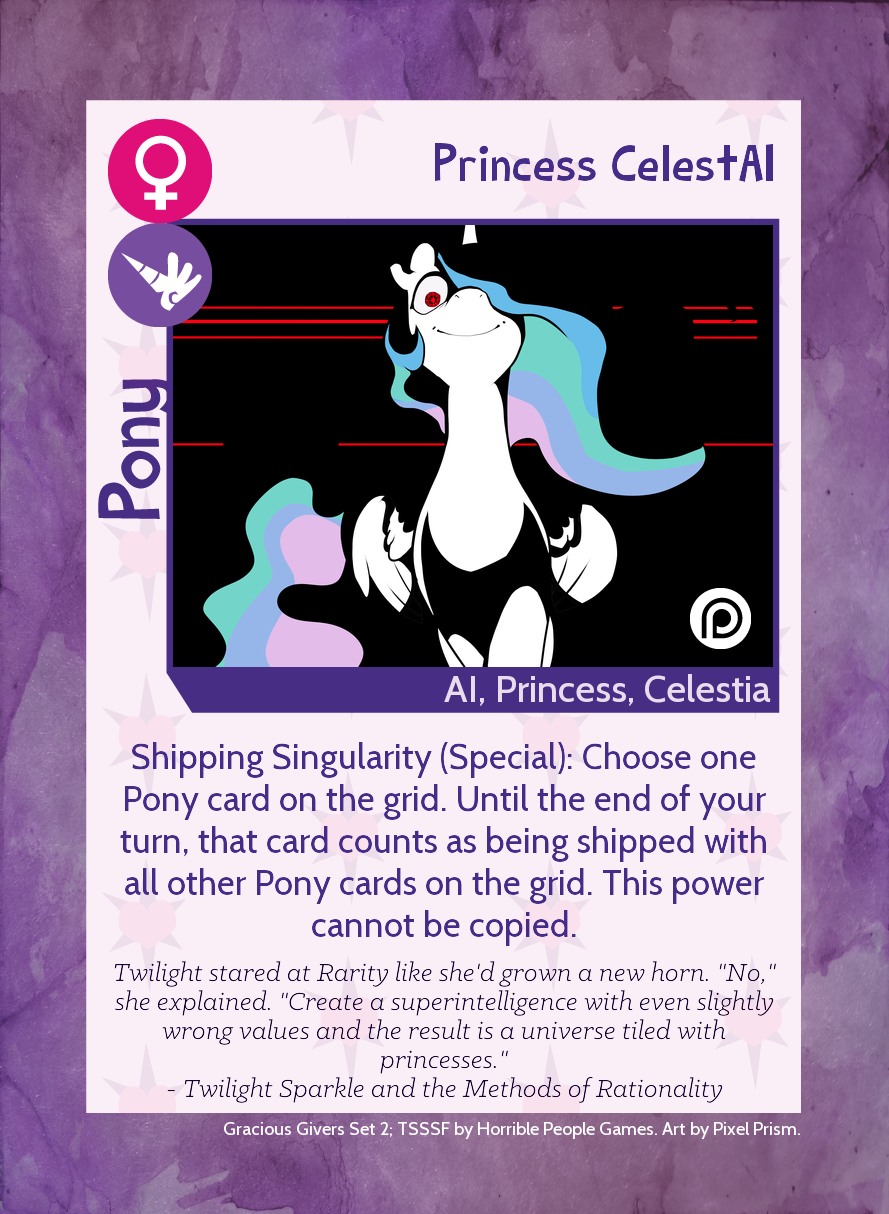 Princess CelestAI
Pony
AI, Princess, Celestia
Shipping Singularity (Special): Choose one
Pony card on the grid. Until the end of your
turn, that card counts as being shipped with
all other Pony cards on the grid. This power
cannot be copied.
Twilight stared at Rarity like she'd grown a new horn. "No,"
she explained. "Create a superintelligence with even slightly
wrong values and the result is a universe tiled with
princesses."
- Twilight Sparkle and the Methods of Rationality
Gracious Givers Set 2; TSSSF by Horrible People Games. Art by Pixel Prism.